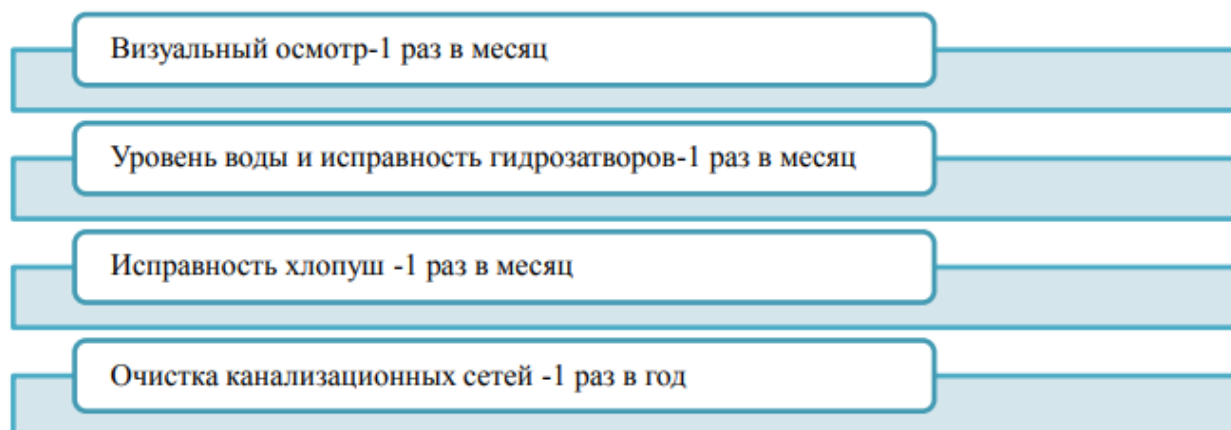 Визуальный осмотр-1 раз в месяц
Уровень воды и исправность гидрозатворов-1 раз в месяц
Исправность хлопуш -1 раз в месяц
Очистка канализационных сетей -1 раз в год